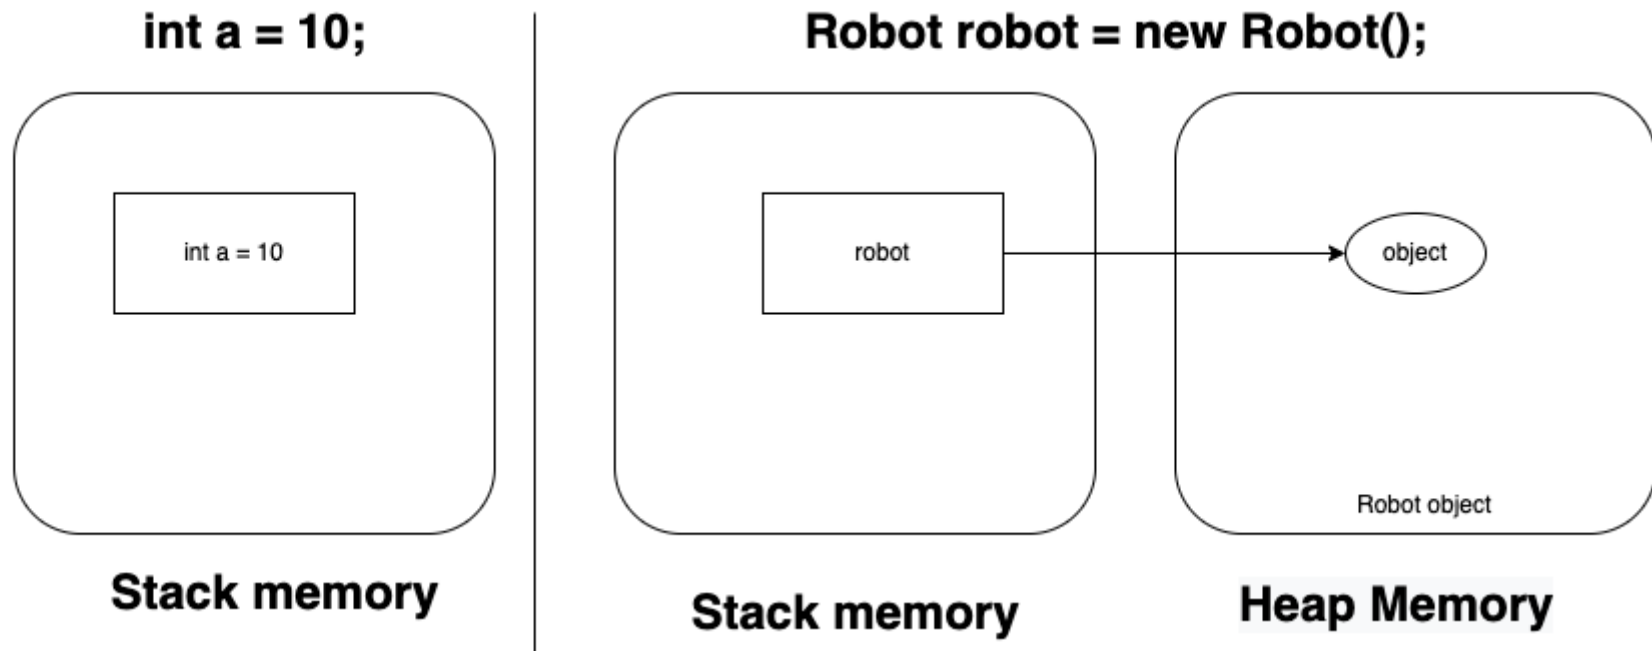 int a = 10;
int a = 10
Stack memory
Robot robot = new Robot();
robot
object
Robot object
Stack memory
Heap Memory